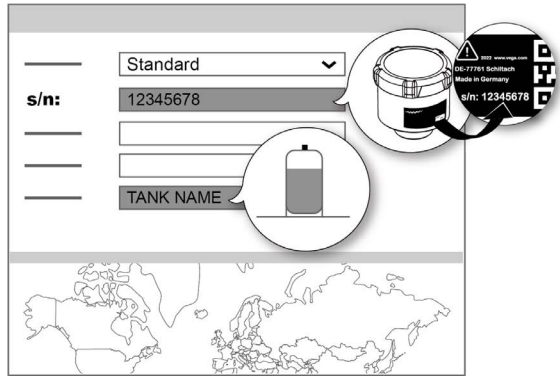 Standard
s/n:
12345678
TANK NAME
2022 www.vega.com
DE-77761 Schiltach
Made in Germany
s/n: 12345678